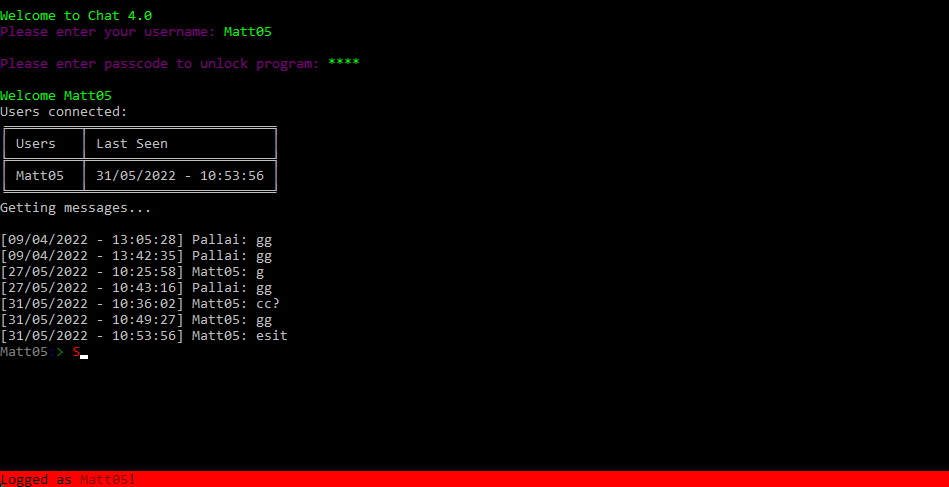 Welcome to Chat 4.0
Please enter your username: Matt05
Please enter passcode to unlock program: ****
Welcome Matt05
Users connected:
Users Last Seen
Matt05 31/05/2022 - 10:53:56
Getting messages...
[09/04/2022 - 13:05:28] Pallai: gg
[09/04/2022 - 13:42:35] Pallai: gg
[27/05/2022 - 10:25:58] Matt05: g
[27/05/2022 - 10:43:16] Pallai: gg
[31/05/2022 - 10:36:02] Matt05: cc?
[31/05/2022 - 10:49:27] Matt05: gg
[31/05/2022 - 10:53:56] Matt05: esit
Matt05 > S
Logged as Matt05!